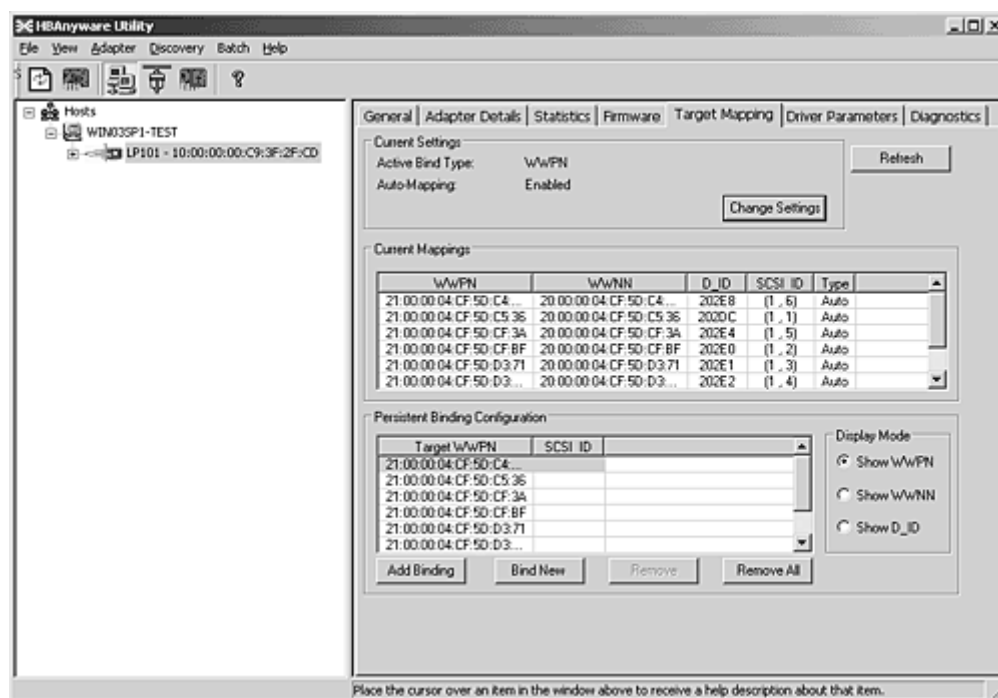 HBAnyware Utility
File View Adapter Discovery Batch Help
Hosts
WIN03SP1-TEST
LP101 - 10:00:00:00:C9:3F:2F:CD
General Adapter Details Statistics Firmware Target Mapping Driver Parameters Diagnostics
Current Settings
Active Bind Type: WWPN
Auto-Mapping: Enabled
Refresh
Change Settings
Current Mappings
WWPN WWNN D_ID SCSI ID Type
21:00:00:04:CF:5D:C4:... 20:00:00:04:CF:5D:C4:... 202E8 (1 , 6) Auto
21:00:00:04:CF:5D:C5:36 20:00:00:04:CF:5D:C5:36 202DC (1 , 1) Auto
21:00:00:04:CF:5D:CF:3A 20:00:00:04:CF:5D:CF:3A 202E4 (1 , 5) Auto
21:00:00:04:CF:5D:CF:BF 20:00:00:04:CF:5D:CF:BF 202E0 (1 , 2) Auto
21:00:00:04:CF:5D:D3:71 20:00:00:04:CF:5D:D3:71 202E1 (1 , 3) Auto
21:00:00:04:CF:5D:D3:... 20:00:00:04:CF:5D:D3:... 202E2 (1 , 4) Auto
Persistent Binding Configuration
Target WWPN SCSI ID
21:00:00:04:CF:5D:C4:...
21:00:00:04:CF:5D:C5:36
21:00:00:04:CF:5D:CF:3A
21:00:00:04:CF:5D:CF:BF
21:00:00:04:CF:5D:D3:71
21:00:00:04:CF:5D:D3:...
Display Mode
Show WWPN
Show WWNN
Show D_ID
Add Binding Bind New Remove Remove All
Place the cursor over an item in the window above to receive a help description about that item.